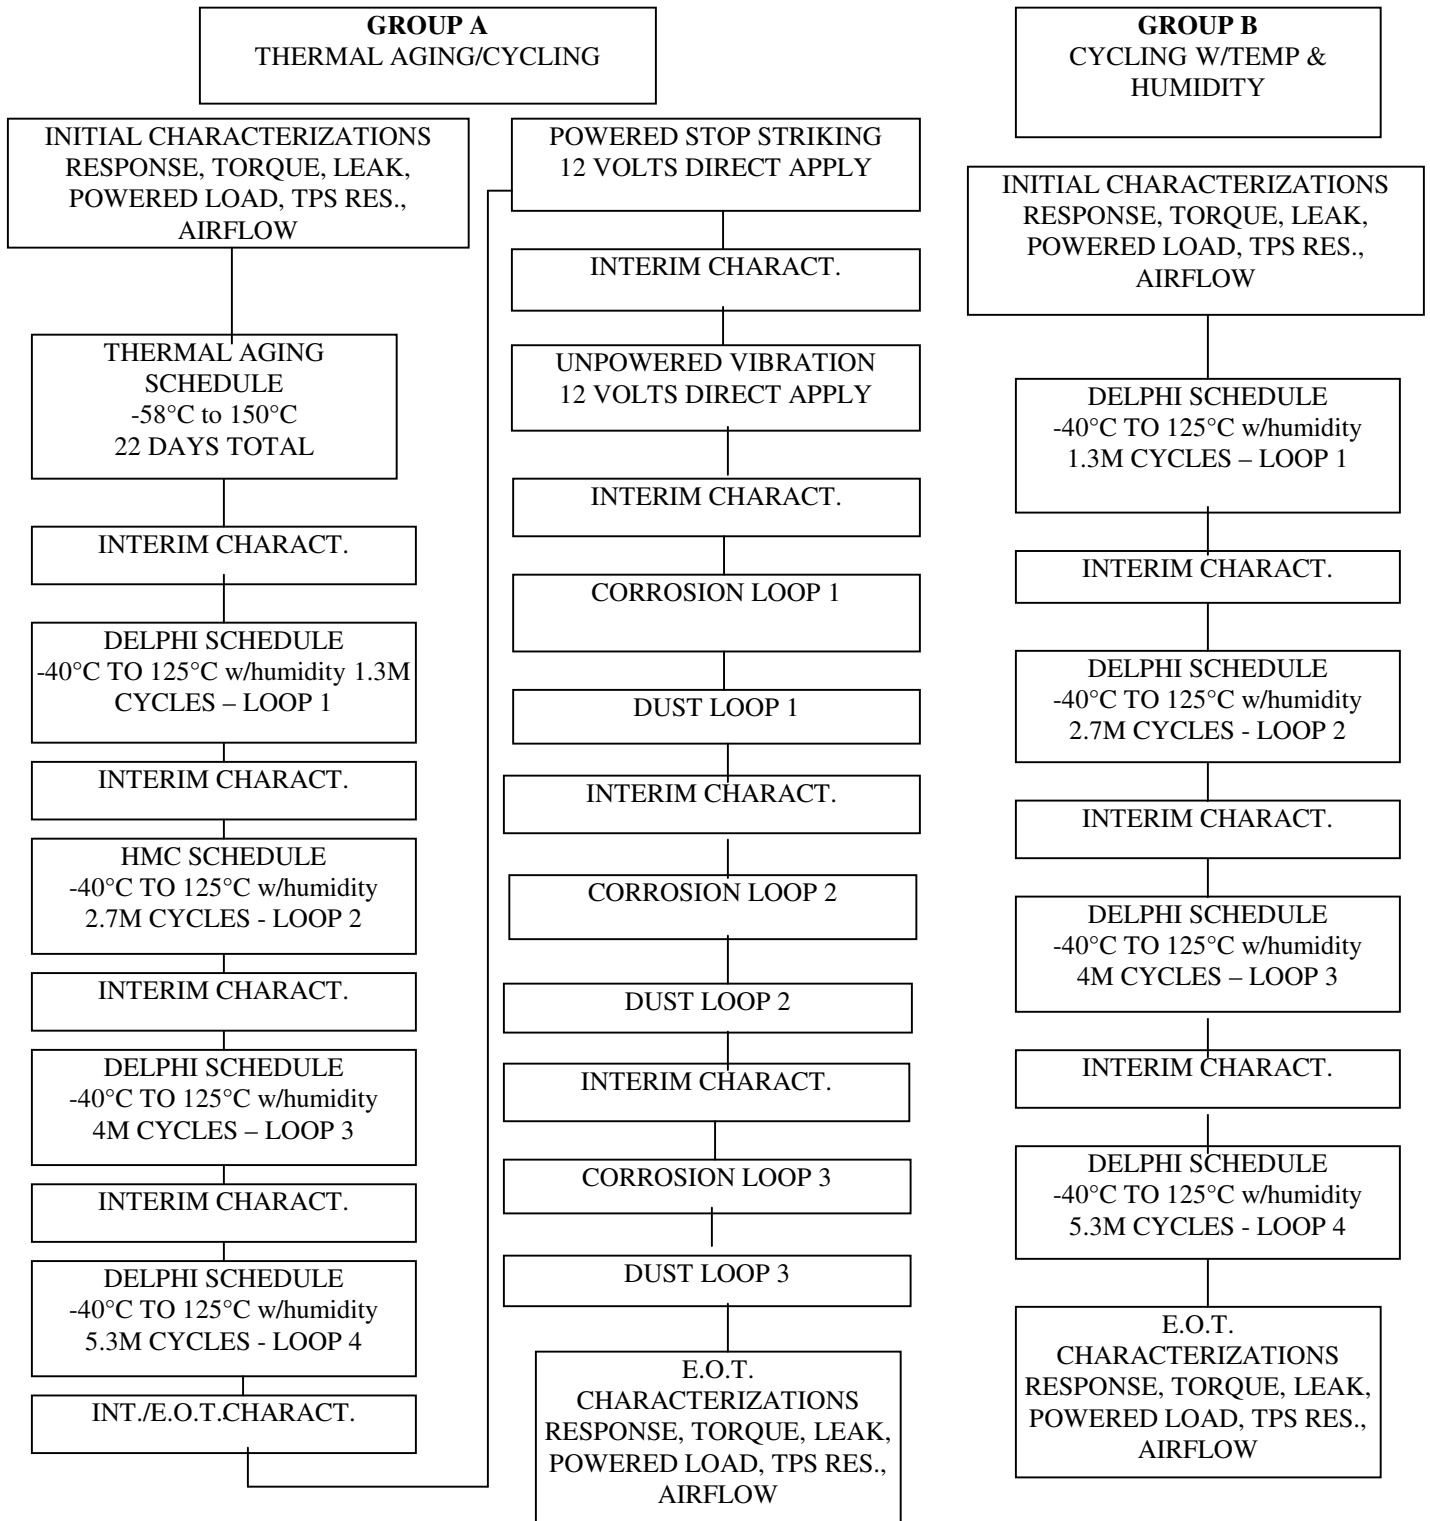 GROUP A
THERMAL AGING/CYCLING
INITIAL CHARACTERIZATIONS
RESPONSE, TORQUE, LEAK,
POWERED LOAD, TPS RES.,
AIRFLOW
THERMAL AGING
SCHEDULE
-58°C to 150°C
22 DAYS TOTAL
INTERIM CHARACT.
DELPHI SCHEDULE
-40°C TO 125°C w/humidity 1.3M
CYCLES – LOOP 1
INTERIM CHARACT.
HMC SCHEDULE
-40°C TO 125°C w/humidity
2.7M CYCLES - LOOP 2
INTERIM CHARACT.
DELPHI SCHEDULE
-40°C TO 125°C w/humidity
4M CYCLES – LOOP 3
INTERIM CHARACT.
DELPHI SCHEDULE
-40°C TO 125°C w/humidity
5.3M CYCLES - LOOP 4
INT./E.O.T.CHARACT.
POWERED STOP STRIKING
12 VOLTS DIRECT APPLY
INTERIM CHARACT.
UNPOWERED VIBRATION
12 VOLTS DIRECT APPLY
INTERIM CHARACT.
CORROSION LOOP 1
DUST LOOP 1
INTERIM CHARACT.
CORROSION LOOP 2
DUST LOOP 2
INTERIM CHARACT.
CORROSION LOOP 3
DUST LOOP 3
E.O.T.
CHARACTERIZATIONS
RESPONSE, TORQUE, LEAK,
POWERED LOAD, TPS RES.,
AIRFLOW
GROUP B
CYCLING W/TEMP &
HUMIDITY
INITIAL CHARACTERIZATIONS
RESPONSE, TORQUE, LEAK,
POWERED LOAD, TPS RES.,
AIRFLOW
DELPHI SCHEDULE
-40°C TO 125°C w/humidity
1.3M CYCLES – LOOP 1
INTERIM CHARACT.
DELPHI SCHEDULE
-40°C TO 125°C w/humidity
2.7M CYCLES - LOOP 2
INTERIM CHARACT.
DELPHI SCHEDULE
-40°C TO 125°C w/humidity
4M CYCLES – LOOP 3
INTERIM CHARACT.
DELPHI SCHEDULE
-40°C TO 125°C w/humidity
5.3M CYCLES - LOOP 4
E.O.T.
CHARACTERIZATIONS
RESPONSE, TORQUE, LEAK,
POWERED LOAD, TPS RES.,
AIRFLOW